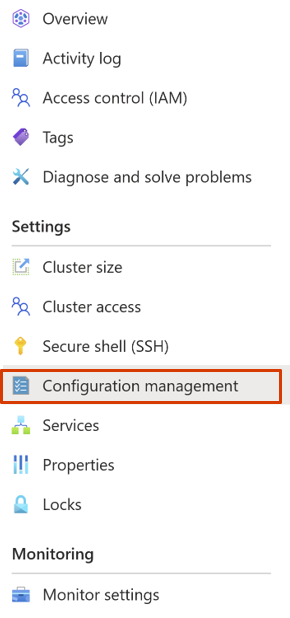 Overview
Activity log
Access control (IAM)
Tags
Diagnose and solve problems
Settings
Cluster size
Cluster access
Secure shell (SSH)
Configuration management
Services
Properties
Locks
Monitoring
Monitor settings